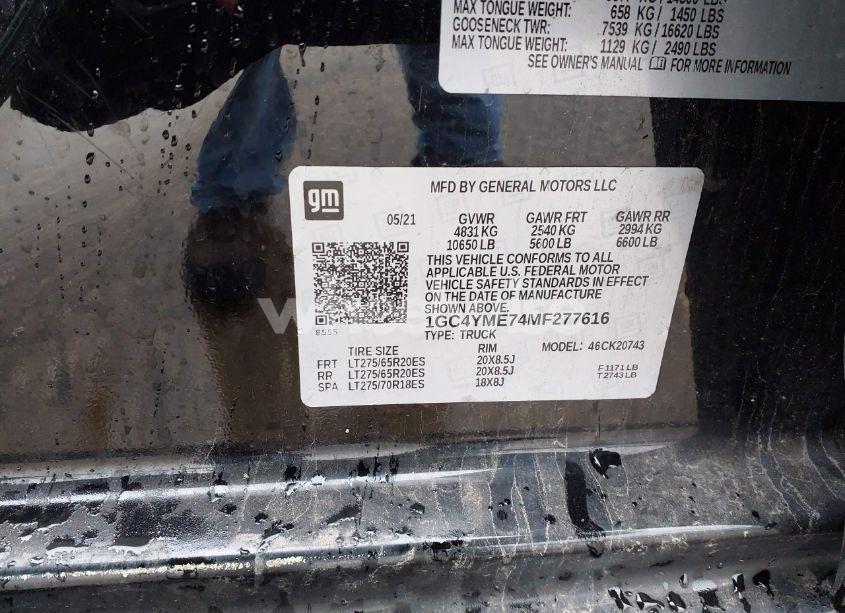 MAX TONGUE WEIGHT: 658 KG / 1450 LBS
GOOSENECK TWR: 7539 KG / 16620 LBS
MAX TONGUE WEIGHT: 1129 KG / 2490 LBS
SEE OWNER'S MANUAL FOR MORE INFORMATION
gm
MFD BY GENERAL MOTORS LLC
05/21 GVWR GAWR FRT GAWR RR
4831 KG 2540 KG 2994 KG
10650 LB 5600 LB 6600 LB
THIS VEHICLE CONFORMS TO ALL
APPLICABLE U.S. FEDERAL MOTOR
VEHICLE SAFETY STANDARDS IN EFFECT
ON THE DATE OF MANUFACTURE
SHOWN ABOVE.
8555
1GC4YME74MF277616
TYPE: TRUCK MODEL: 46CK20743
TIRE SIZE RIM
FRT LT275/65R20ES 20X8.5J F1171 LB
RR LT275/65R20ES 20X8.5J T2743 LB
SPA LT275/70R18ES 18X8J